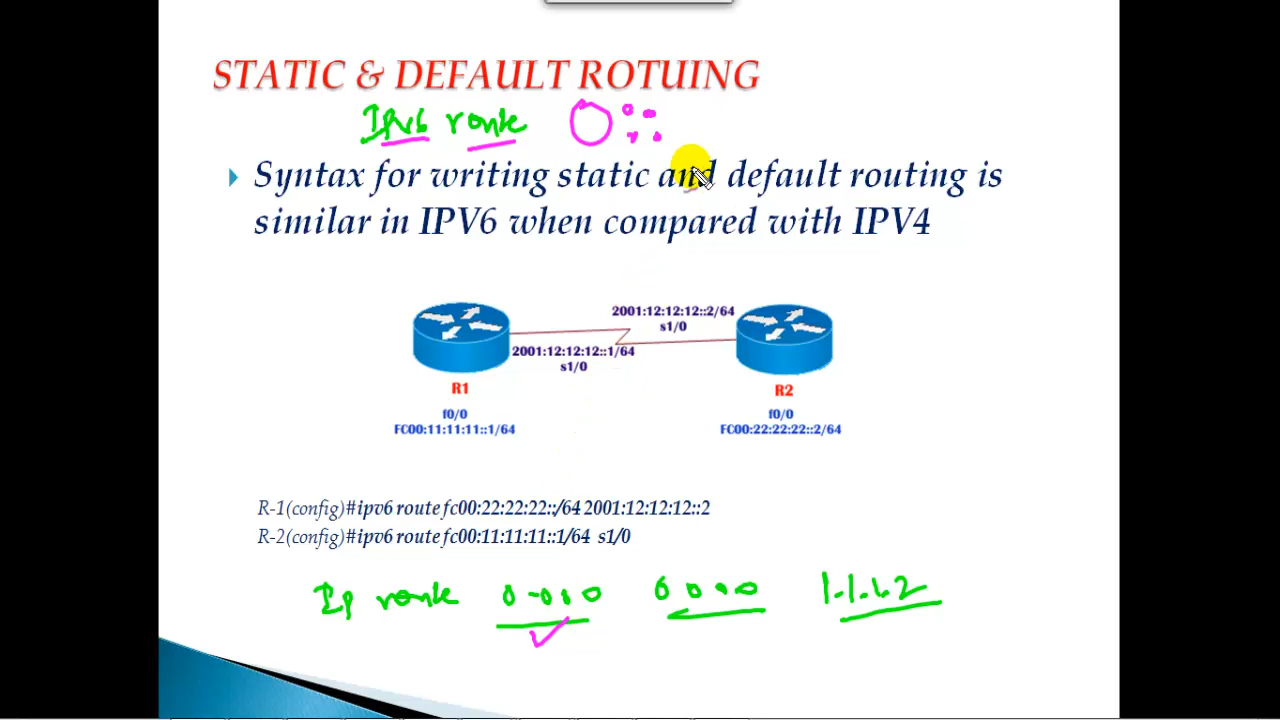 STATIC & DEFAULT ROTUING
IPv6 route 0 ::
Syntax for writing static and default routing is
similar in IPV6 when compared with IPV4
2001:12:12:12::2/64
s1/0
2001:12:12:12::1/64
s1/0
R1
R2
f0/0
f0/0
FC00:11:11:11::1/64
FC00:22:22:22::2/64
R-1(config)#ipv6 route fc00:22:22:22::/64 2001:12:12:12::2
R-2(config)#ipv6 route fc00:11:11:11::1/64 s1/0
Ip route 0.0.0.0 0.0.0.0 1.1.1.2